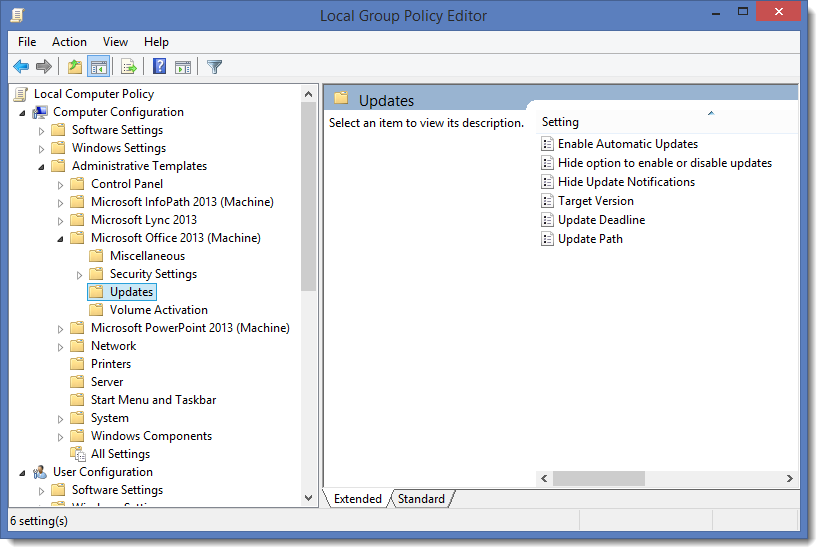 Local Group Policy Editor
File Action View Help
Local Computer Policy
Computer Configuration
Software Settings
Windows Settings
Administrative Templates
Control Panel
Microsoft InfoPath 2013 (Machine)
Microsoft Lync 2013
Microsoft Office 2013 (Machine)
Miscellaneous
Security Settings
Updates
Volume Activation
Microsoft PowerPoint 2013 (Machine)
Network
Printers
Server
Start Menu and Taskbar
System
Windows Components
All Settings
User Configuration
Software Settings
Updates
Select an item to view its description.
Setting
Enable Automatic Updates
Hide option to enable or disable updates
Hide Update Notifications
Target Version
Update Deadline
Update Path
Extended Standard
6 setting(s)